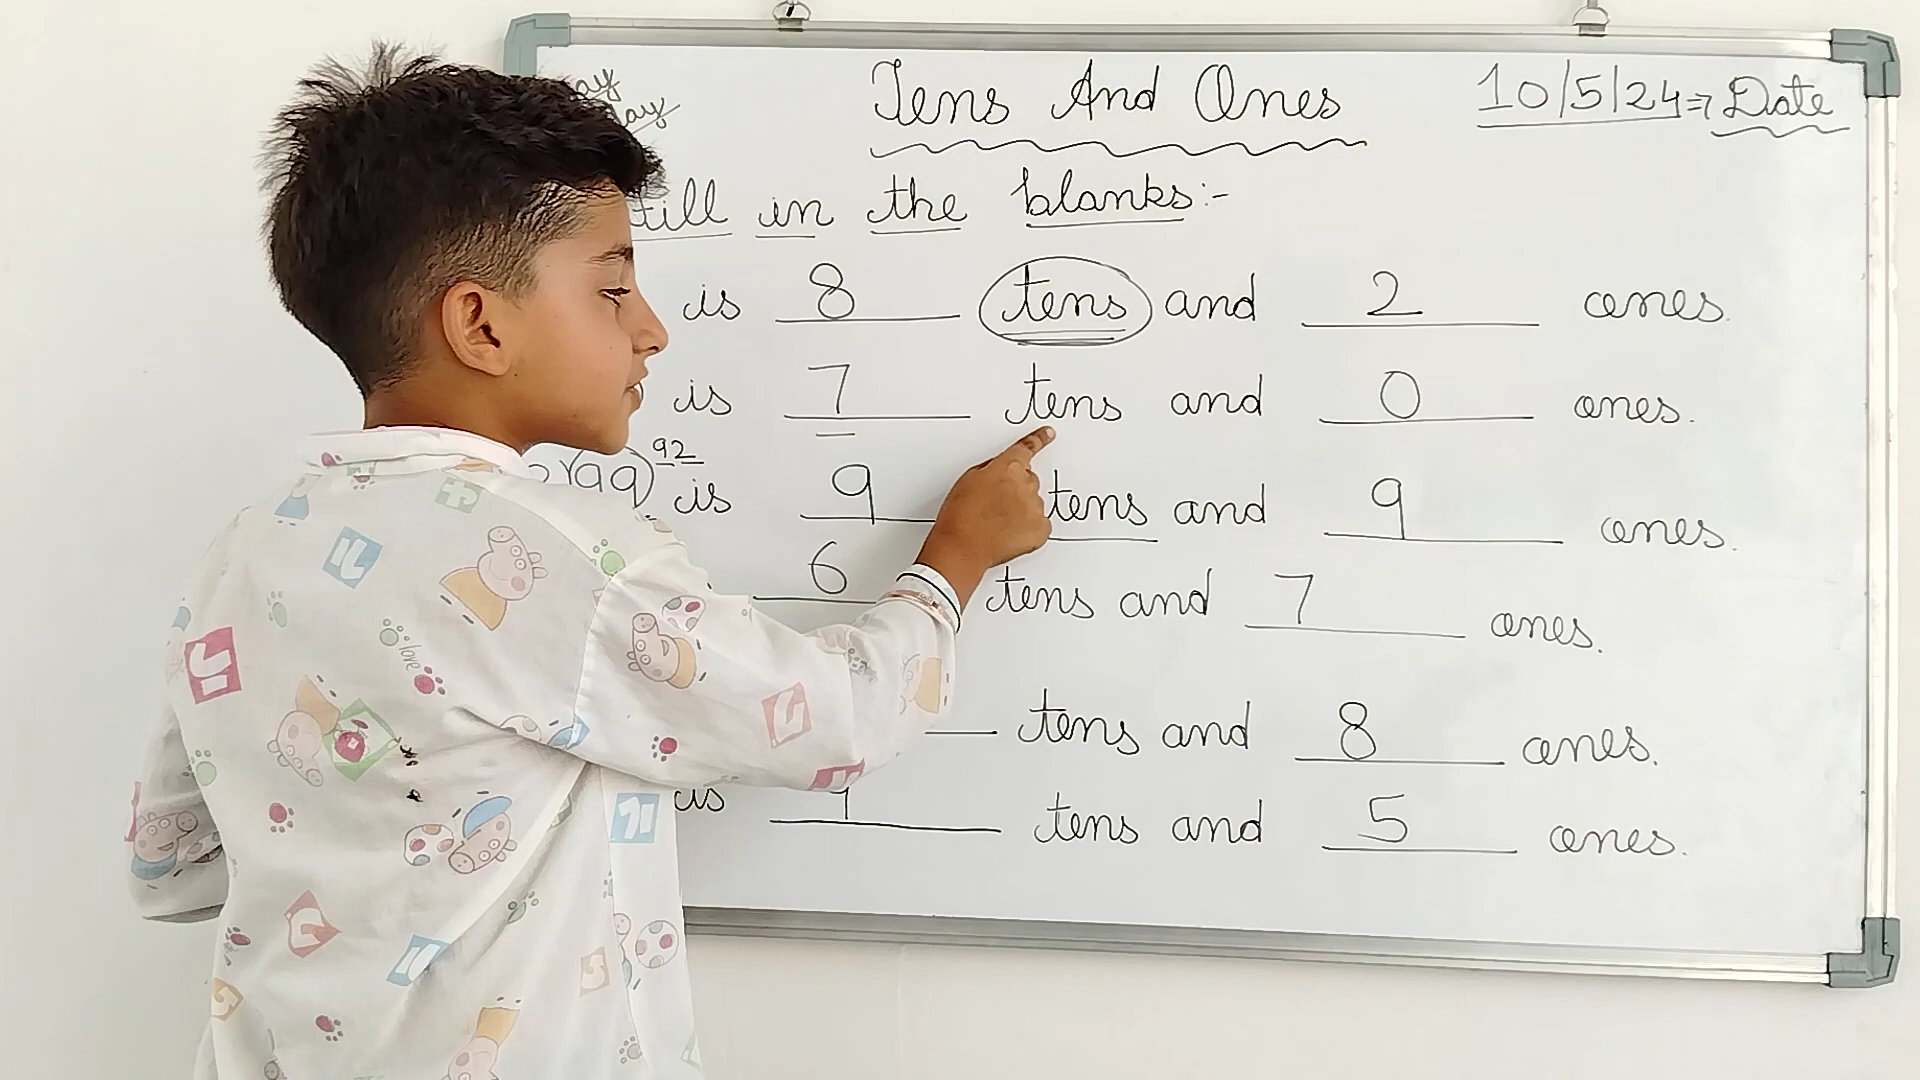 Tens And Ones
10/5/24 ⇒ Date
Fill in the blanks:-
is 8 tens and 2 ones.
is 7 tens and 0 ones.
92
99 is 9 tens and 9 ones.
6 tens and 7 ones.
tens and 8 ones.
is tens and 5 ones.
love